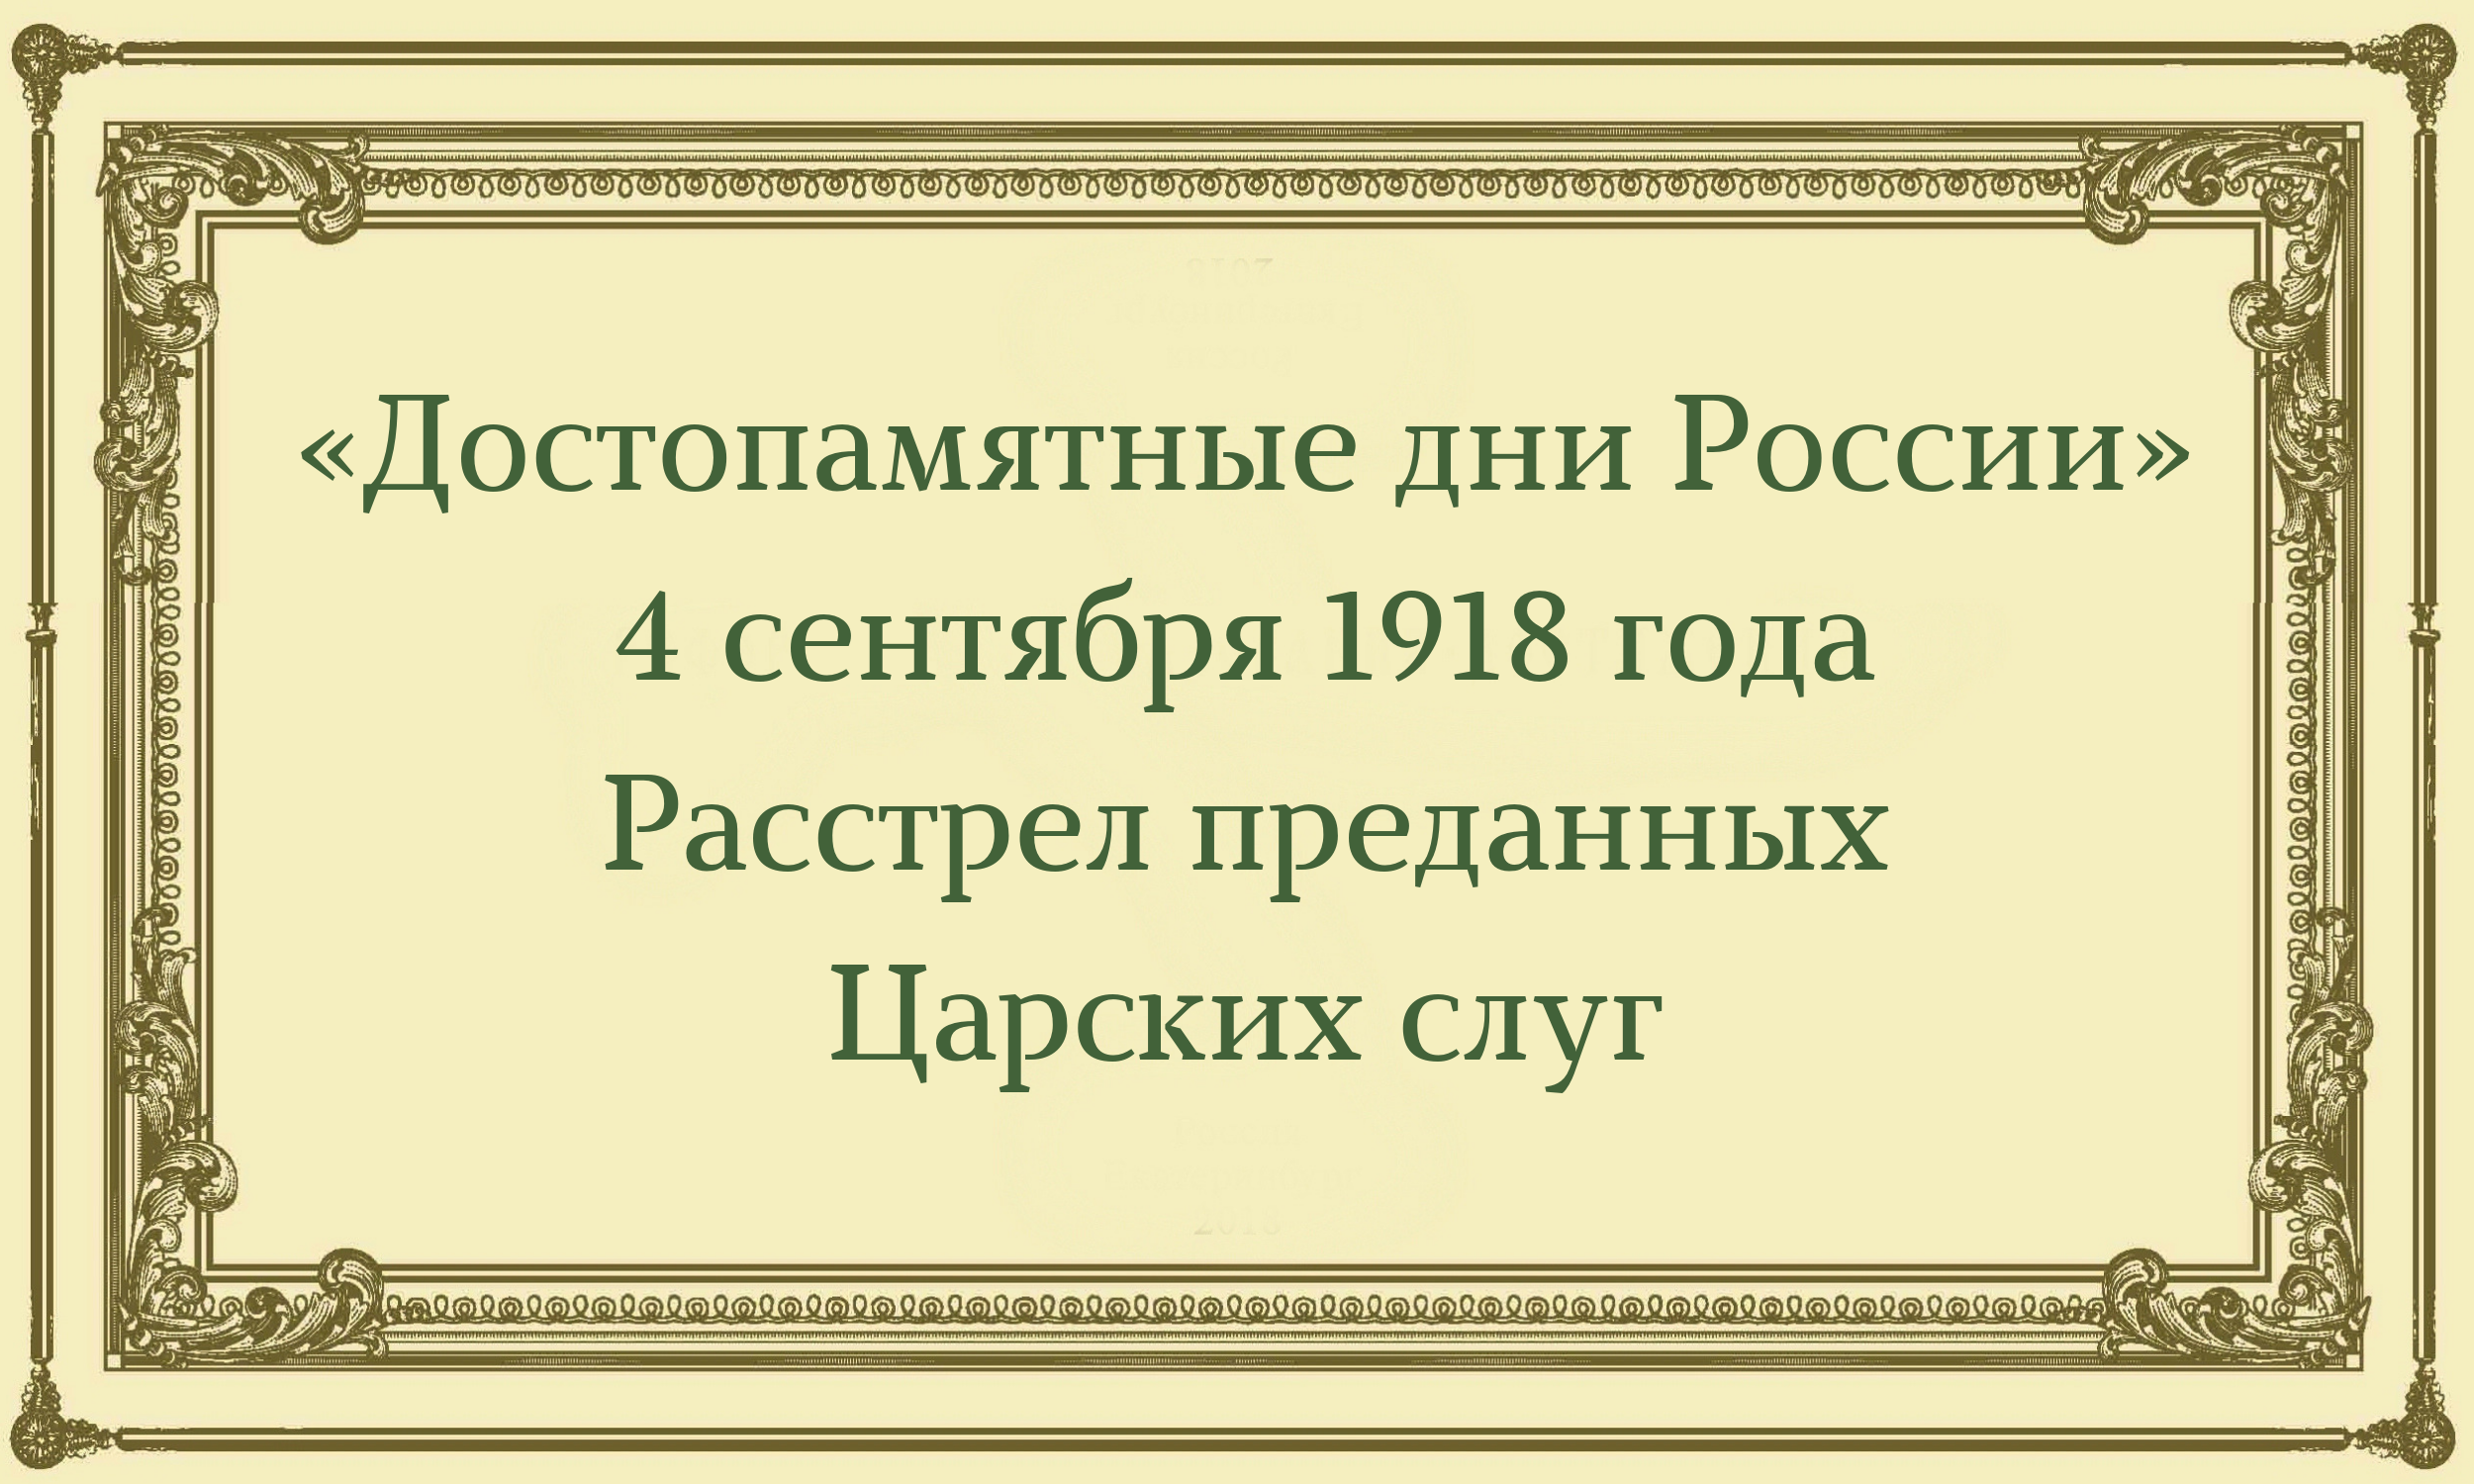 «Достопамятные дни России»
4 сентября 1918 года
Расстрел преданных
Царских слуг